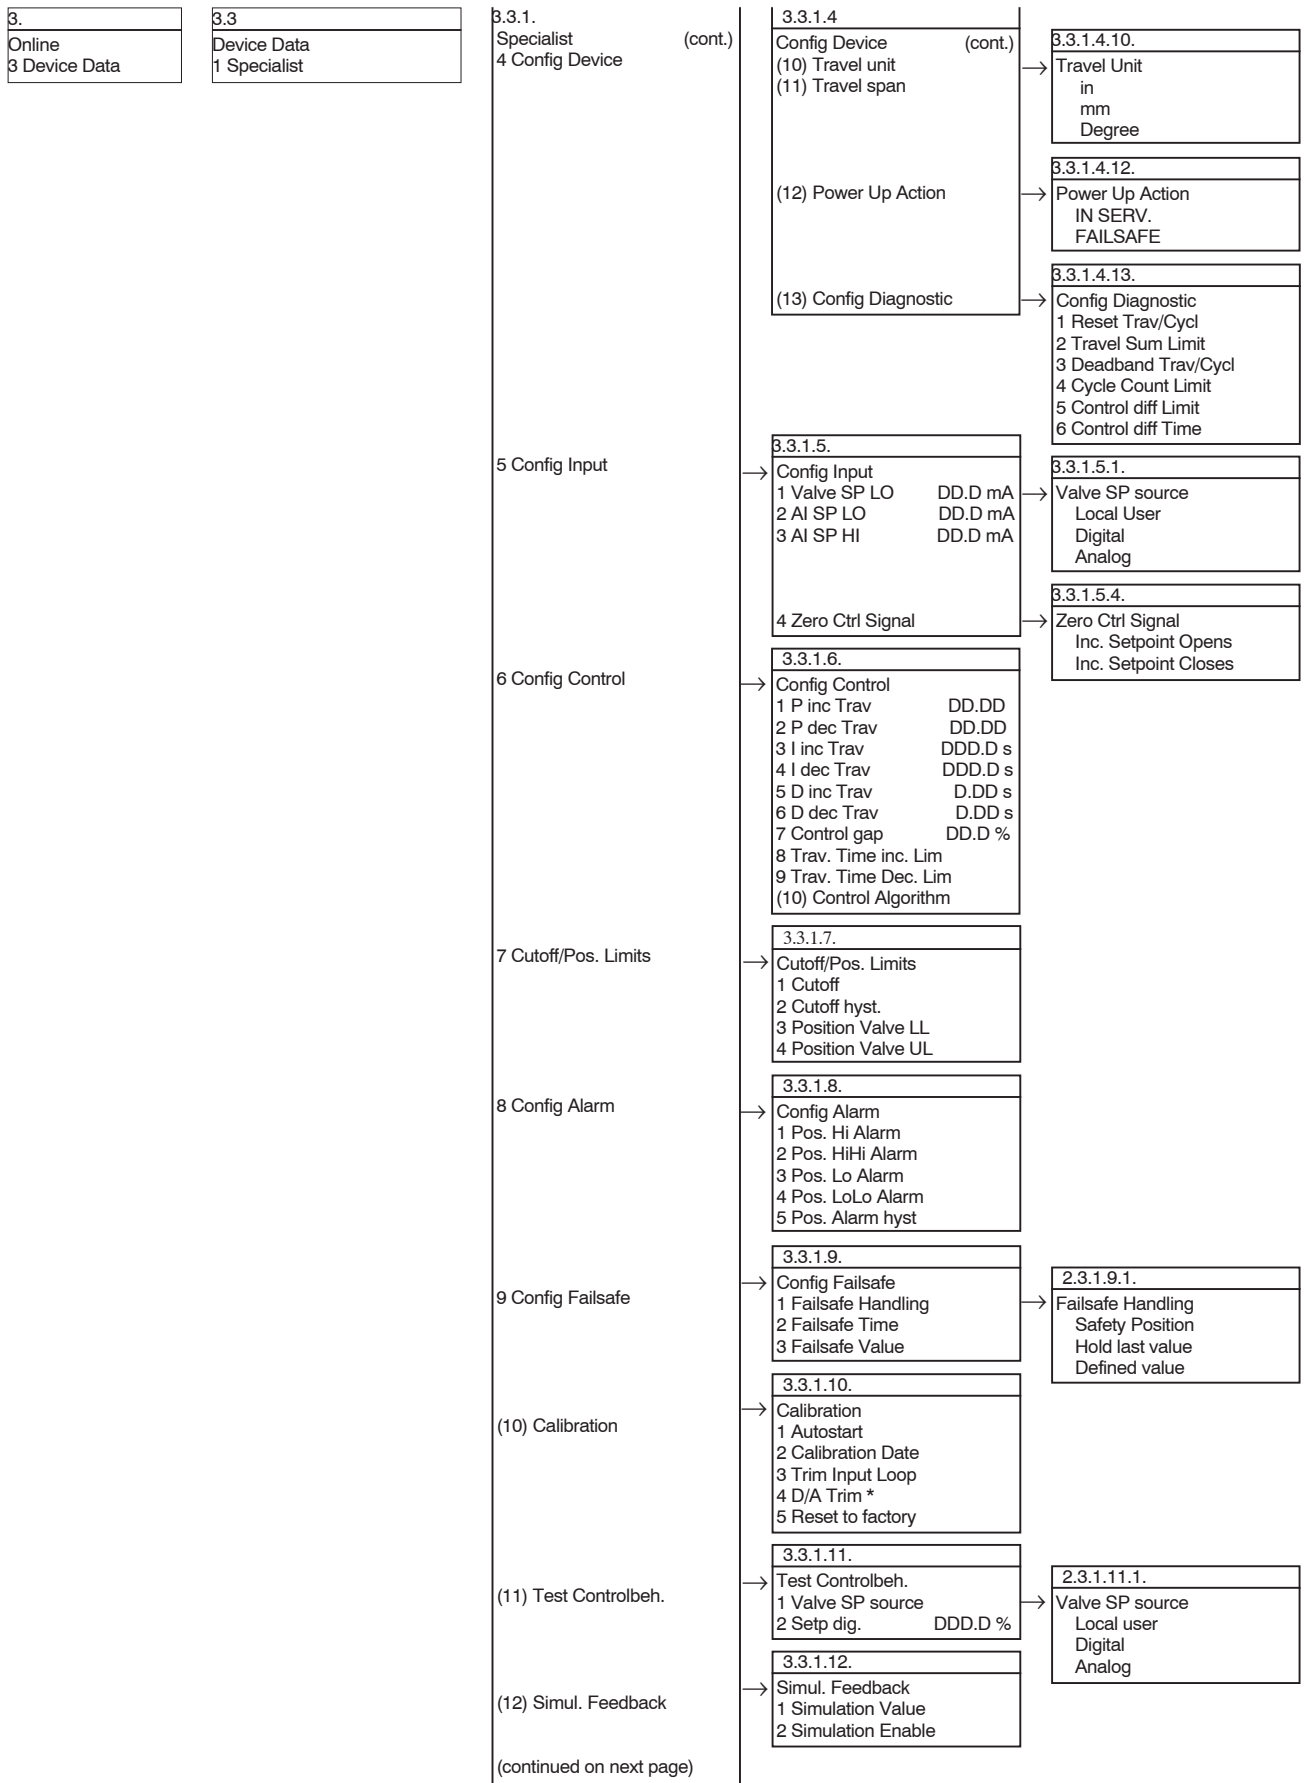 3.
Online
3 Device Data
3.3
Device Data
1 Specialist
3.3.1.
Specialist (cont.)
4 Config Device
3.3.1.4
Config Device (cont.)
(10) Travel unit
(11) Travel span
(12) Power Up Action
(13) Config Diagnostic
3.3.1.4.10.
Travel Unit
in
mm
Degree
3.3.1.4.12.
Power Up Action
IN SERV.
FAILSAFE
3.3.1.4.13.
Config Diagnostic
1 Reset Trav/Cycl
2 Travel Sum Limit
3 Deadband Trav/Cycl
4 Cycle Count Limit
5 Control diff Limit
6 Control diff Time
5 Config Input
3.3.1.5.
Config Input
1 Valve SP LO DD.D mA
2 AI SP LO DD.D mA
3 AI SP HI DD.D mA
4 Zero Ctrl Signal
3.3.1.5.1.
Valve SP source
Local User
Digital
Analog
3.3.1.5.4.
Zero Ctrl Signal
Inc. Setpoint Opens
Inc. Setpoint Closes
6 Config Control
3.3.1.6.
Config Control
1 P inc Trav DD.DD
2 P dec Trav DD.DD
3 I inc Trav DDD.D s
4 I dec Trav DDD.D s
5 D inc Trav D.DD s
6 D dec Trav D.DD s
7 Control gap DD.D %
8 Trav. Time inc. Lim
9 Trav. Time Dec. Lim
(10) Control Algorithm
7 Cutoff/Pos. Limits
3.3.1.7.
Cutoff/Pos. Limits
1 Cutoff
2 Cutoff hyst.
3 Position Valve LL
4 Position Valve UL
8 Config Alarm
3.3.1.8.
Config Alarm
1 Pos. Hi Alarm
2 Pos. HiHi Alarm
3 Pos. Lo Alarm
4 Pos. LoLo Alarm
5 Pos. Alarm hyst
9 Config Failsafe
3.3.1.9.
Config Failsafe
1 Failsafe Handling
2 Failsafe Time
3 Failsafe Value
2.3.1.9.1.
Failsafe Handling
Safety Position
Hold last value
Defined value
(10) Calibration
3.3.1.10.
Calibration
1 Autostart
2 Calibration Date
3 Trim Input Loop
4 D/A Trim *
5 Reset to factory
(11) Test Controlbeh.
3.3.1.11.
Test Controlbeh.
1 Valve SP source
2 Setp dig. DDD.D %
2.3.1.11.1.
Valve SP source
Local user
Digital
Analog
(12) Simul. Feedback
3.3.1.12.
Simul. Feedback
1 Simulation Value
2 Simulation Enable
(continued on next page)